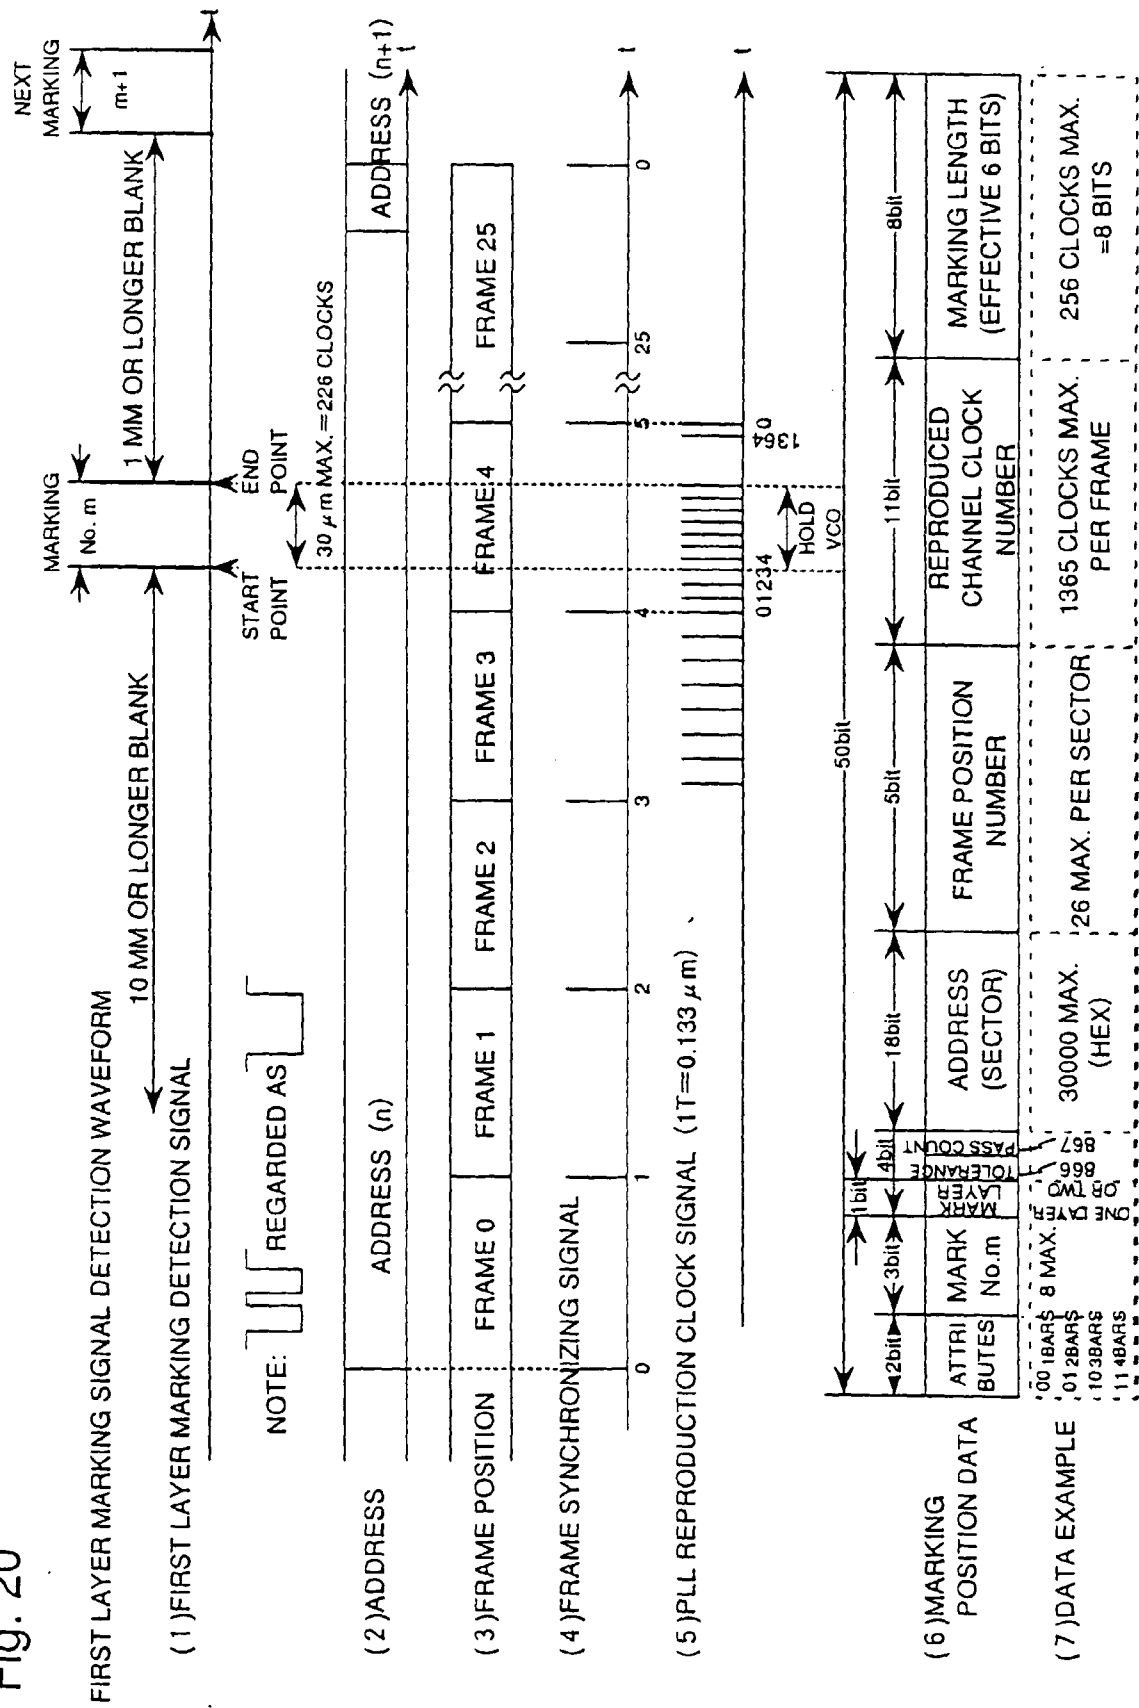 Fig. 20
FIRST LAYER MARKING SIGNAL DETECTION WAVEFORM
(1)FIRST LAYER MARKING DETECTION SIGNAL
10 MM OR LONGER BLANK
MARKING
No. m
1 MM OR LONGER BLANK
NEXT
MARKING
m+1
t
START
POINT
END
POINT
NOTE:
REGARDED AS
30 μm MAX.=226 CLOCKS
(2)ADDRESS
ADDRESS (n)
ADDRESS (n+1)
t
(3)FRAME POSITION
FRAME 0
FRAME 1
FRAME 2
FRAME 3
FRAME 4
FRAME 25
(4)FRAME SYNCHRONIZING SIGNAL
0
1
2
3
4
5
25
0
t
(5)PLL REPRODUCTION CLOCK SIGNAL (1T=0.133 μm)
01234
HOLD
VCO
1364
0
t
50bit
2bit
3bit
1bit
4bit
18bit
5bit
11bit
8bit
(6)MARKING
POSITION DATA
ATTRI
BUTES
MARK
No.m
MARK
LAYER
TOLERANCE
PASS COUNT
ADDRESS
(SECTOR)
FRAME POSITION
NUMBER
REPRODUCED
CHANNEL CLOCK
NUMBER
MARKING LENGTH
(EFFECTIVE 6 BITS)
(7)DATA EXAMPLE
00 1BARS
01 2BARS
10 3BARS
11 4BARS
8 MAX.
ONE LAYER
OR TWO
866
867
30000 MAX.
(HEX)
26 MAX. PER SECTOR
1365 CLOCKS MAX.
PER FRAME
256 CLOCKS MAX.
=8 BITS